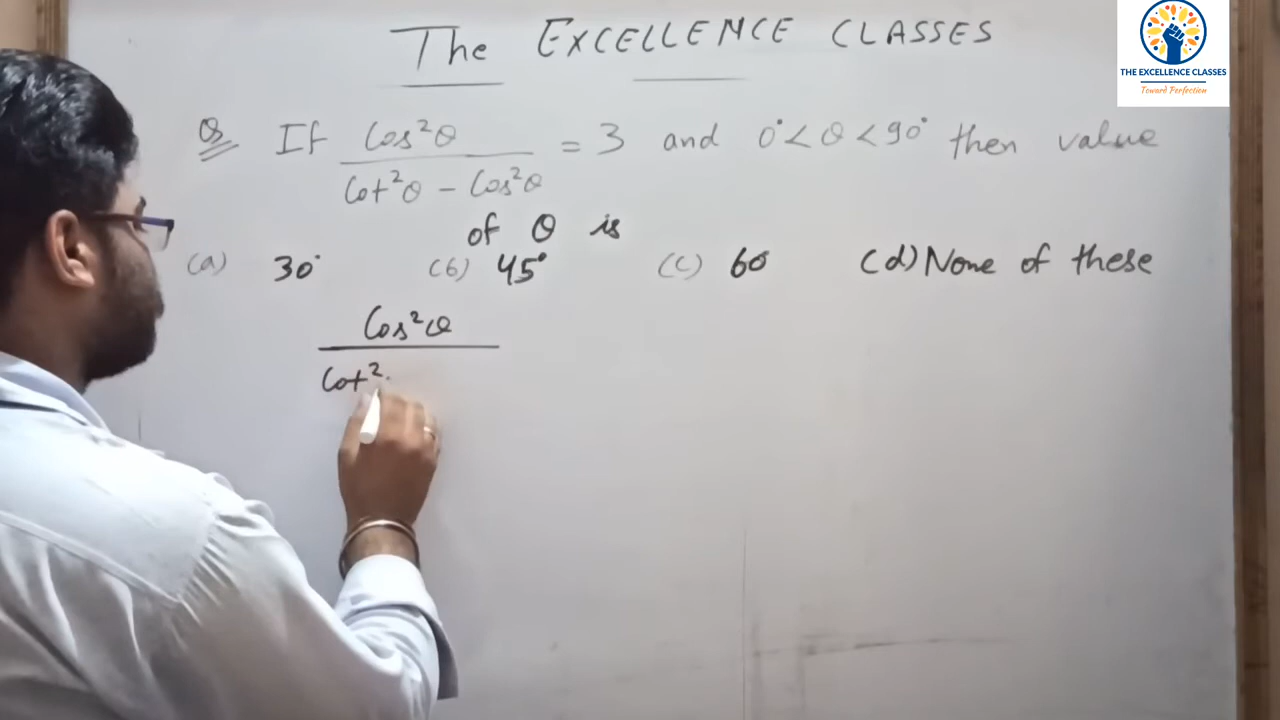 The EXCELLENCE CLASSES
THE EXCELLENCE CLASSES
Toward Perfection
Q If Cos²θ / Cot²θ - Cos²θ = 3 and 0°<θ<90° then value
of θ is
(a) 30° (b) 45° (c) 60° (d) None of these
Cos²θ
Cot²